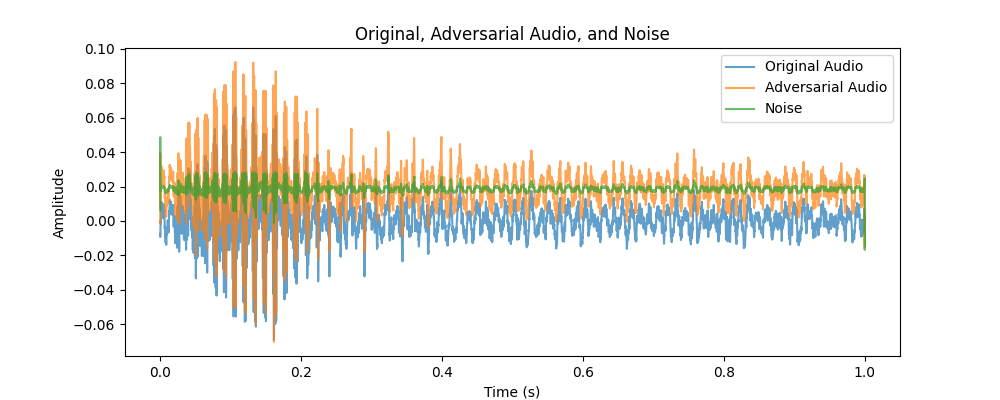 Original, Adversarial Audio, and Noise
Original Audio
Adversarial Audio
Noise
Amplitude
0.10
0.08
0.06
0.04
0.02
0.00
−0.02
−0.04
−0.06
0.0 0.2 0.4 0.6 0.8 1.0
Time (s)